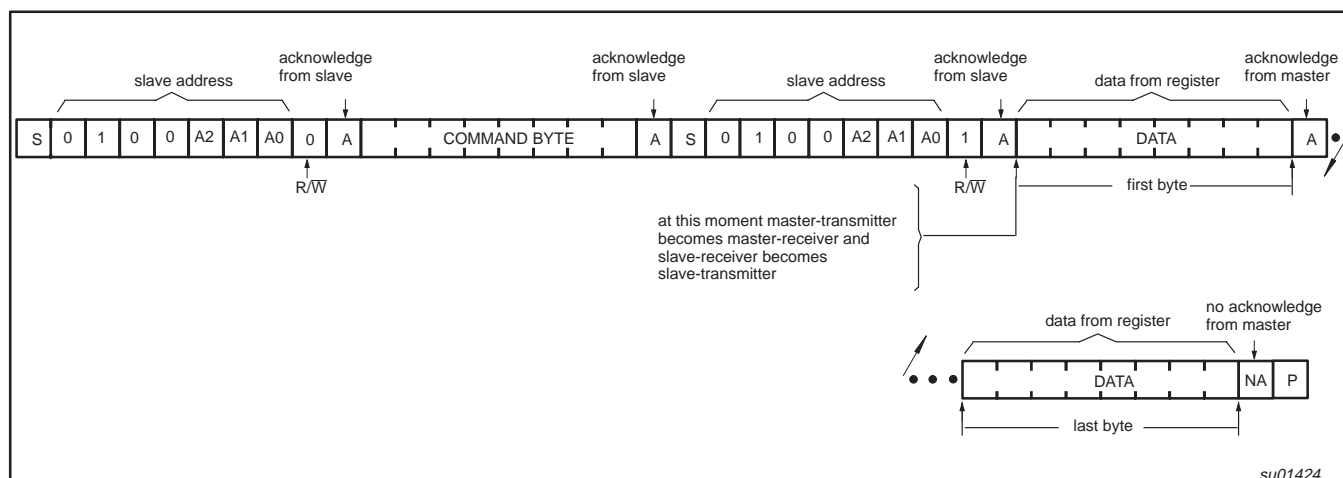 acknowledge
from slave
acknowledge
from slave
acknowledge
from slave
acknowledge
from master
slave address
slave address
data from register
S 0 1 0 0 A2 A1 A0 0 A COMMAND BYTE A S 0 1 0 0 A2 A1 A0 1 A DATA A
R/W̅
R/W̅
first byte
at this moment master-transmitter
becomes master-receiver and
slave-receiver becomes
slave-transmitter
data from register
no acknowledge
from master
DATA NA P
last byte
su01424